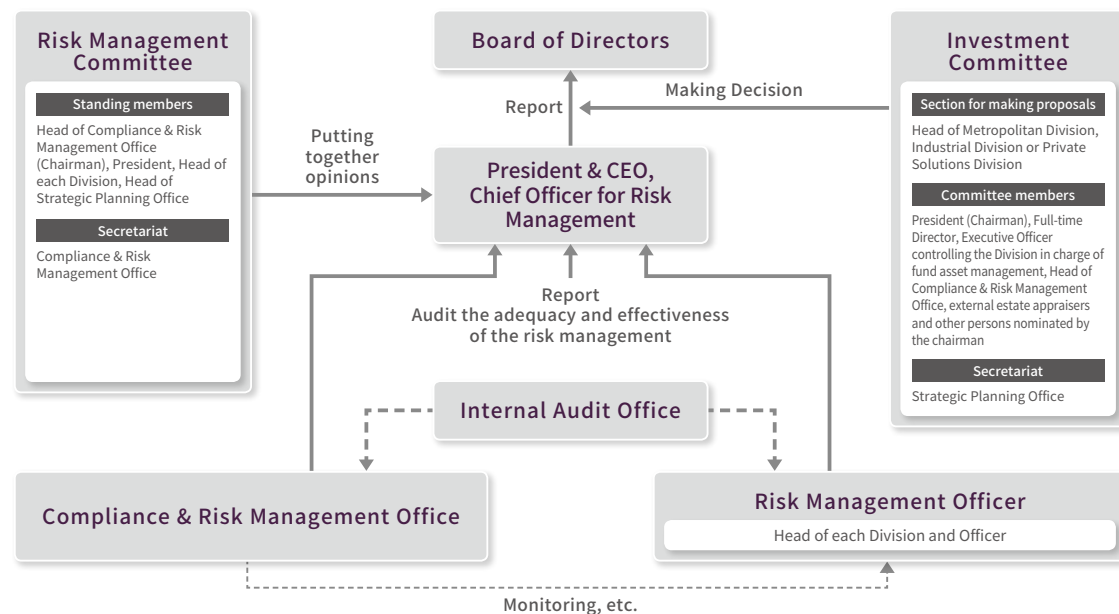 Risk Management
Committee
Standing members
Head of Compliance & Risk
Management Office
(Chairman), President, Head of
each Division, Head of
Strategic Planning Office
Secretariat
Compliance & Risk
Management Office
Putting
together
opinions
Board of Directors
Report
Making Decision
President & CEO,
Chief Officer for Risk
Management
Report
Audit the adequacy and effectiveness
of the risk management
Investment
Committee
Section for making proposals
Head of Metropolitan Division,
Industrial Division or Private
Solutions Division
Committee members
President (Chairman), Full-time
Director, Executive Officer
controlling the Division in charge of
fund asset management, Head of
Compliance & Risk Management
Office, external estate appraisers
and other persons nominated by
the chairman
Secretariat
Strategic Planning Office
Internal Audit Office
Compliance & Risk Management Office
Risk Management Officer
Head of each Division and Officer
Monitoring, etc.